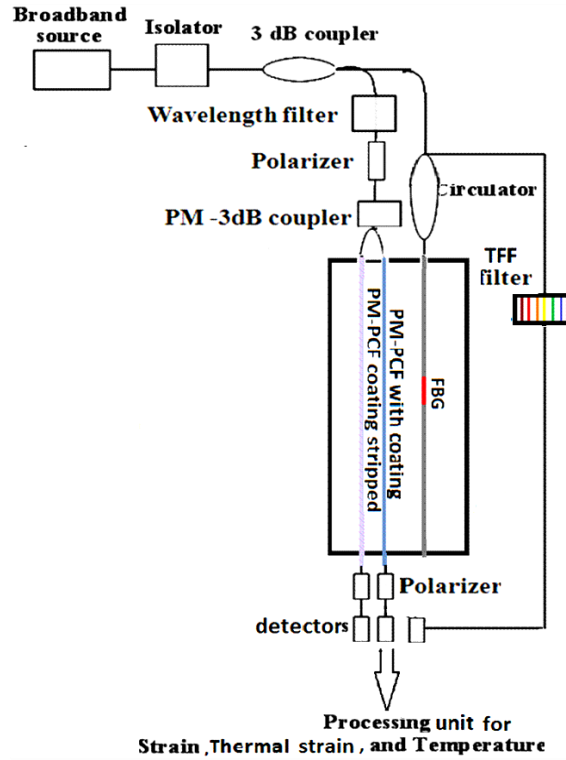 Broadband
source
Isolator
3 dB coupler
Wavelength filter
Polarizer
Circulator
PM -3dB coupler
TFF
filter
PM-PCF coating stripped
PM-PCF with coating
FBG
Polarizer
detectors
Processing unit for
Strain ,Thermal strain , and Temperature